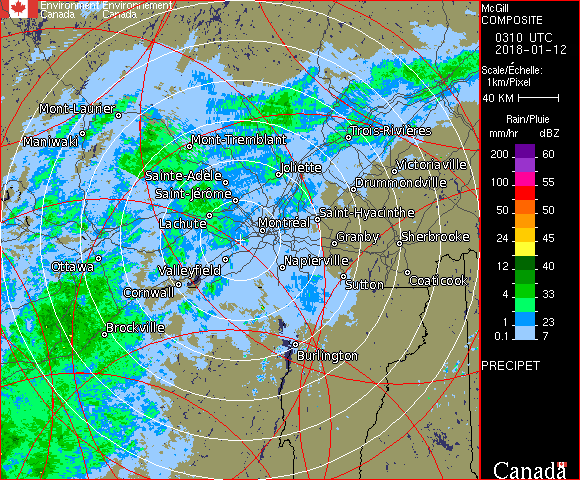 Environment Environnement
Canada Canada
McGill
COMPOSITE
0310 UTC
2018-01-12
Scale/Échelle:
1km/Pixel
40 KM
Rain/Pluie
mm/hr dBZ
200 60
100 55
50 50
24 45
12 40
4 33
1 23
0.1 7
PRECIPET
Canada
Mont-Laurier
Maniwaki
Mont-Tremblant
Trois-Rivières
Sainte-Adèle
Joliette
Victoriaville
Saint-Jérôme
Drummondville
Lachute
Montréal
Saint-Hyacinthe
Granby
Sherbrooke
Ottawa
Valleyfield
Napierville
Cornwall
Sutton
Coaticook
Brockville
Burlington